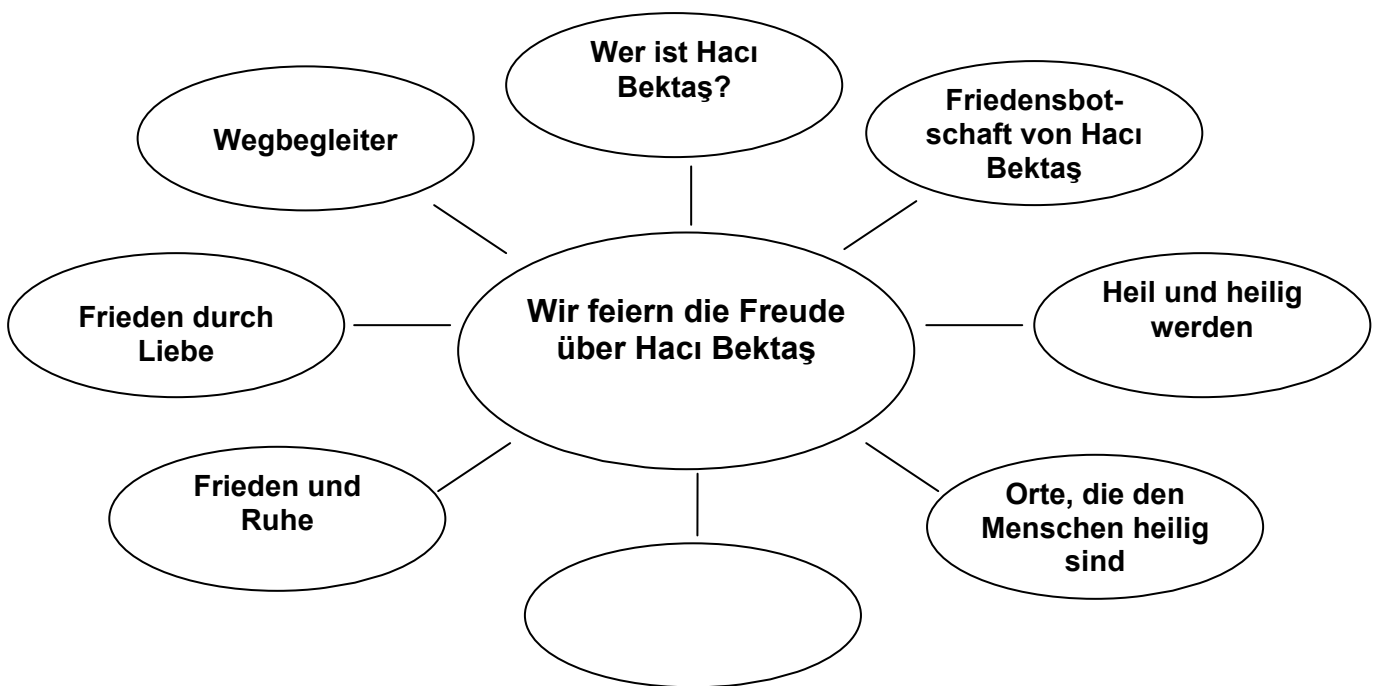 Wer ist Hacı
Bektaş?
Friedensbot-
schaft von Hacı
Bektaş
Wegbegleiter
Heil und heilig
werden
Wir feiern die Freude
über Hacı Bektaş
Frieden durch
Liebe
Frieden und
Ruhe
Orte, die den
Menschen heilig
sind